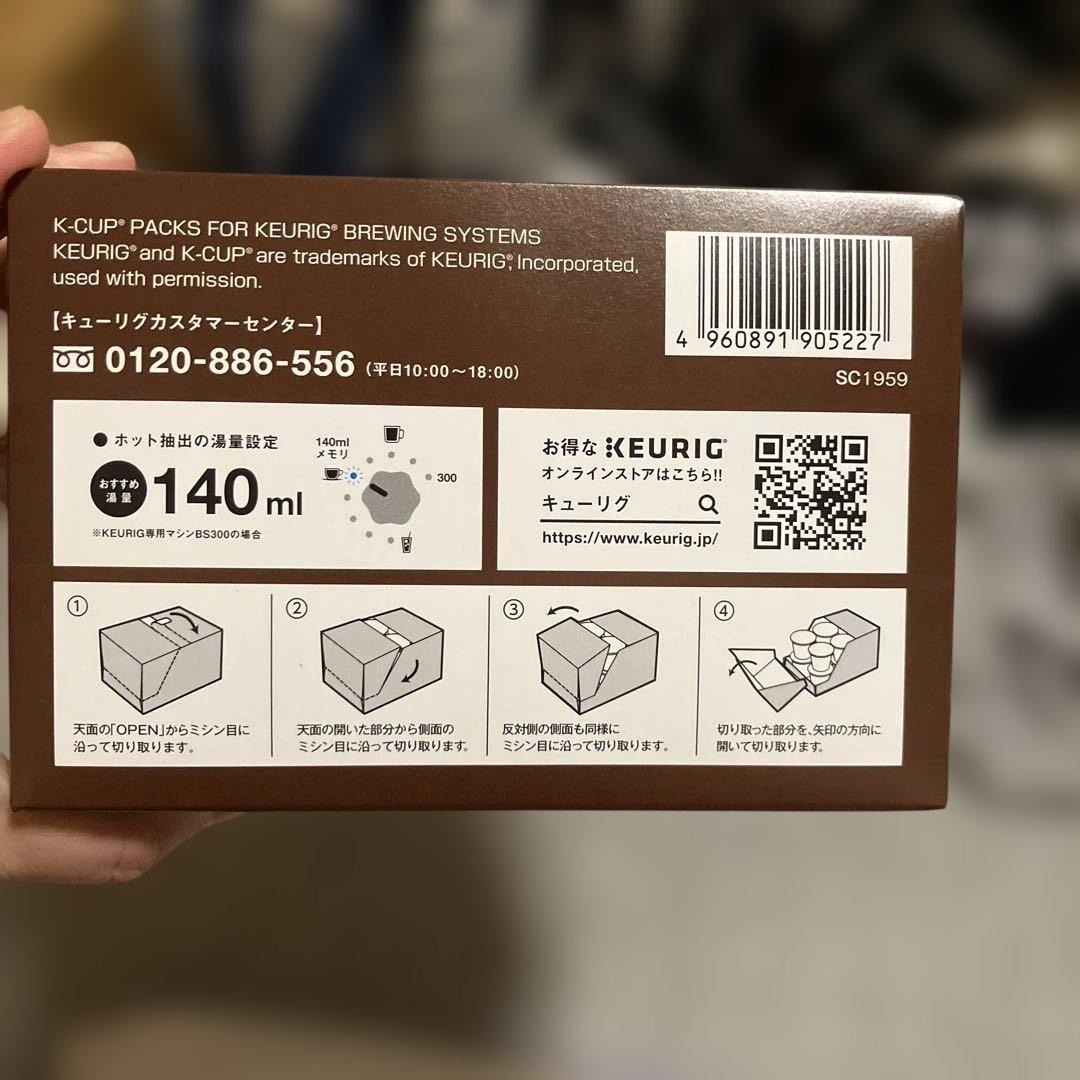 K-CUP® PACKS FOR KEURIG® BREWING SYSTEMS
KEURIG® and K-CUP® are trademarks of KEURIG®, Incorporated,
used with permission.
【キューリグカスタマーセンター】
0120-886-556（平日10:00〜18:00）
4 960891 905227
SC1959
●ホット抽出の湯量設定
おすすめ
湯量
140ml
※KEURIG専用マシンBS300の場合
140ml
メモリ
300
お得な KEURIG®
オンラインストアはこちら!!
キューリグ
https://www.keurig.jp/
①
天面の「OPEN」からミシン目に
沿って切り取ります。
②
天面の開いた部分から側面の
ミシン目に沿って切り取ります。
③
反対側の側面も同様に
ミシン目に沿って切り取ります。
④
切り取った部分を、矢印の方向に
開いて切り取ります。